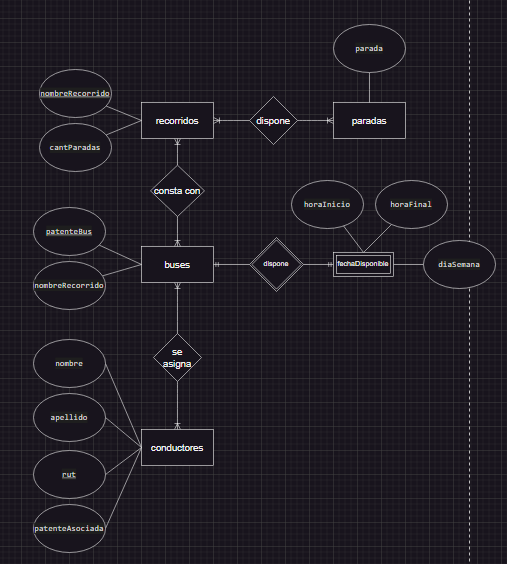 parada
nombreRecorrido
recorridos
dispone
paradas
cantParadas
consta con
horaInicio
horaFinal
patenteBus
buses
dispone
fechaDisponible
diaSemana
nombreRecorrido
se
asigna
nombre
apellido
conductores
rut
patenteAsociada